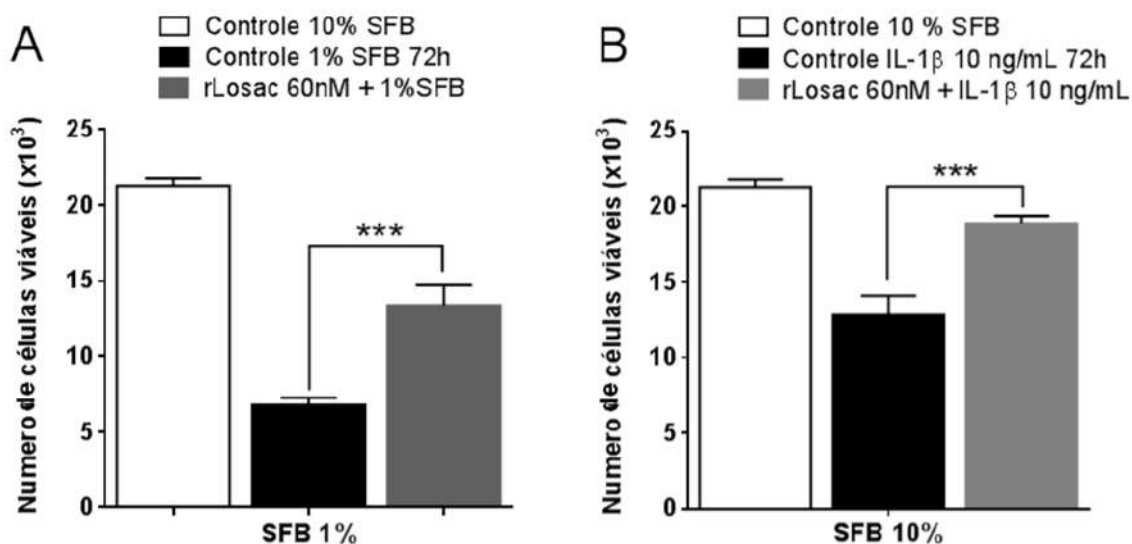 A
Controle 10% SFB
Controle 1% SFB 72h
rLosac 60nM + 1%SFB
Numero de células viáveis (x10³)
25
20
15
10
5
0
***
SFB 1%
B
Controle 10 % SFB
Controle IL-1β 10 ng/mL 72h
rLosac 60nM + IL-1β 10 ng/mL
Numero de células viáveis (x10³)
25
20
15
10
5
0
***
SFB 10%